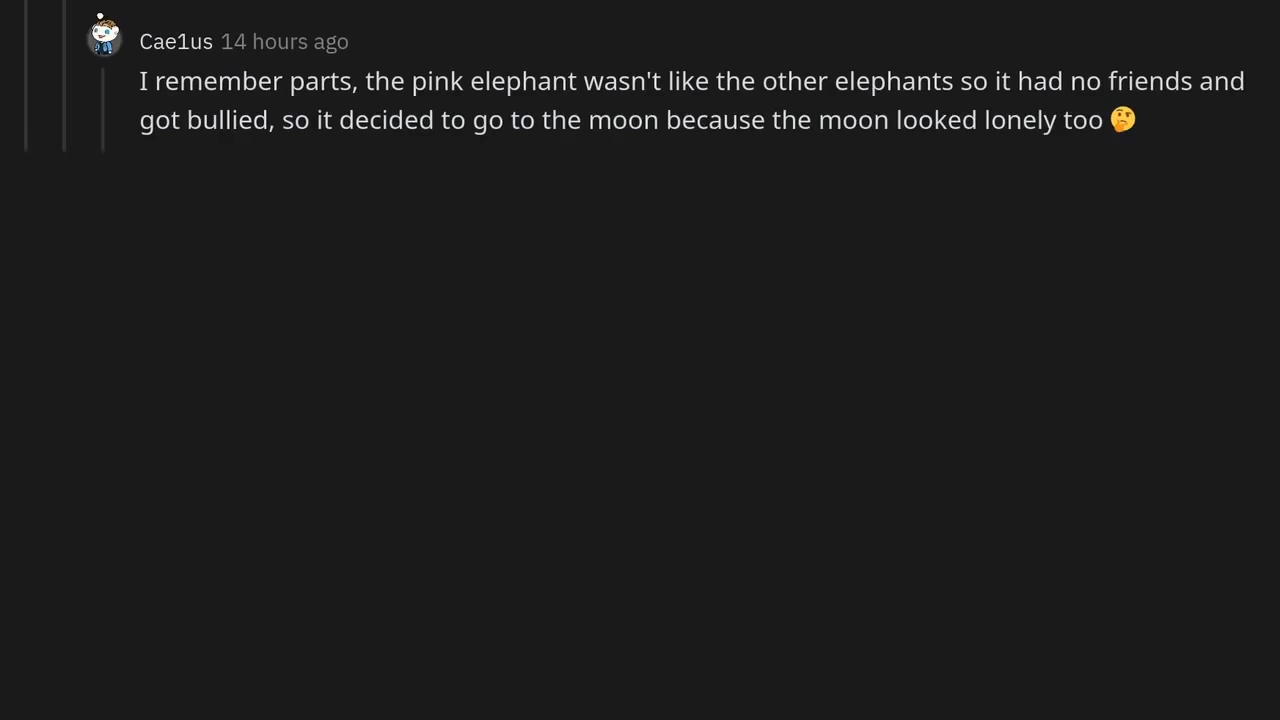 Cae1us 14 hours ago
I remember parts, the pink elephant wasn't like the other elephants so it had no friends and
got bullied, so it decided to go to the moon because the moon looked lonely too 🤔